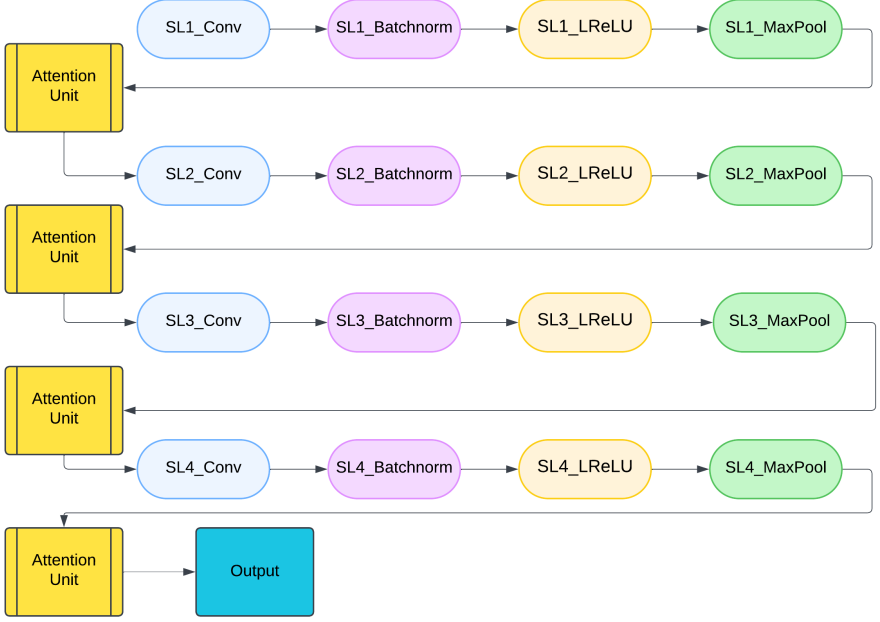 SL1_Conv
SL1_Batchnorm
SL1_LReLU
SL1_MaxPool
Attention
Unit
SL2_Conv
SL2_Batchnorm
SL2_LReLU
SL2_MaxPool
Attention
Unit
SL3_Conv
SL3_Batchnorm
SL3_LReLU
SL3_MaxPool
Attention
Unit
SL4_Conv
SL4_Batchnorm
SL4_LReLU
SL4_MaxPool
Attention
Unit
Output